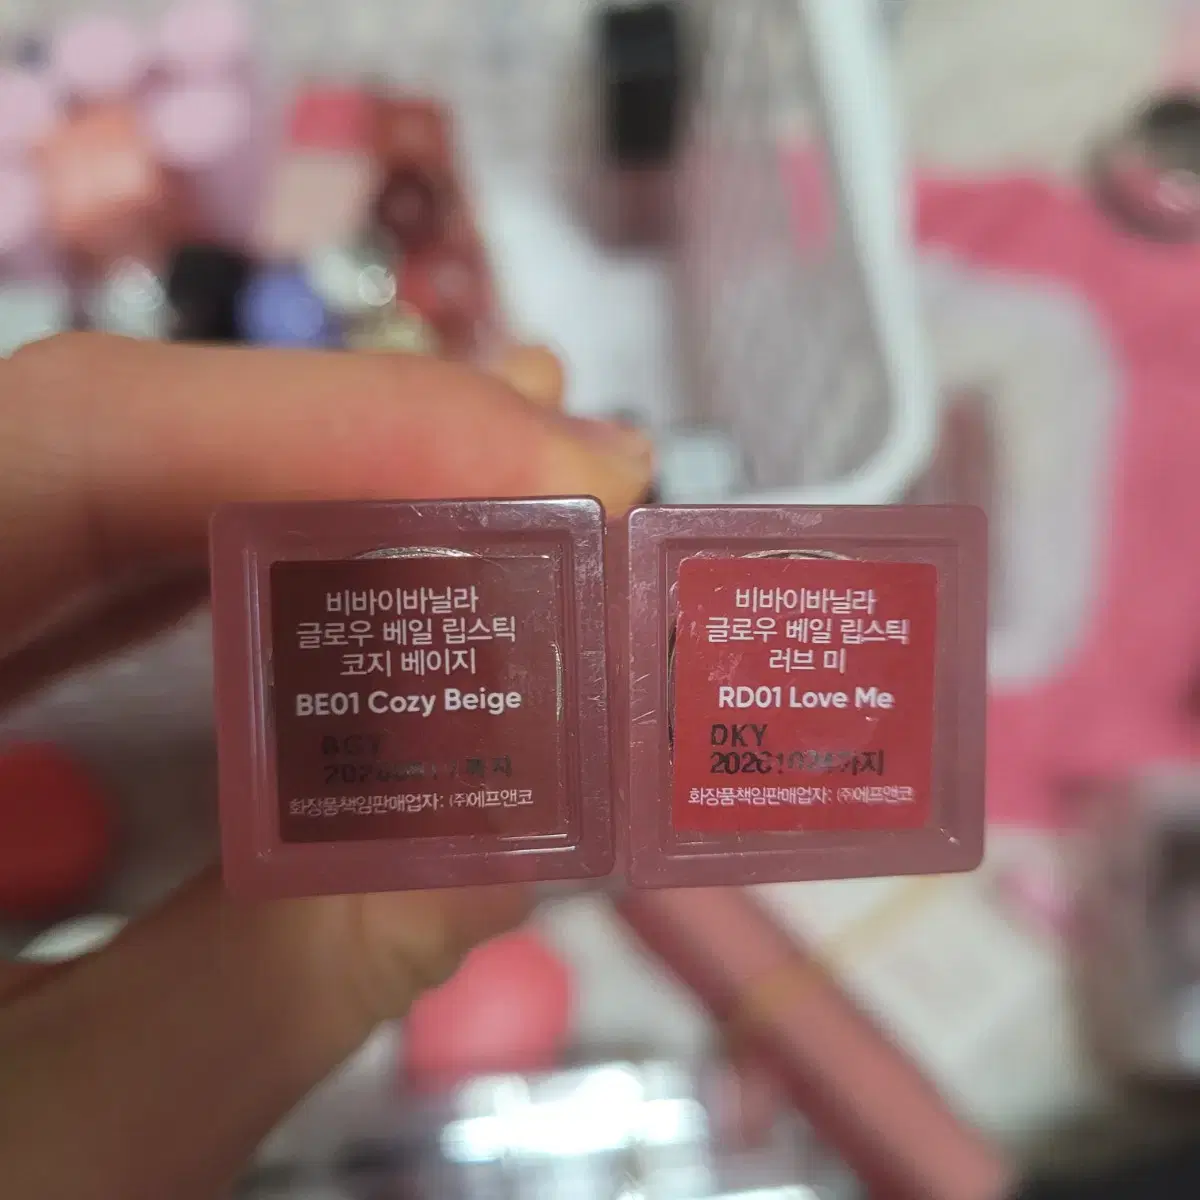 비바이바닐라
글로우 베일 립스틱
코지 베이지
BE01 Cozy Beige
화장품책임판매업자: ㈜에프앤코
비바이바닐라
글로우 베일 립스틱
러브 미
RD01 Love Me
DKY
화장품책임판매업자: ㈜에프앤코